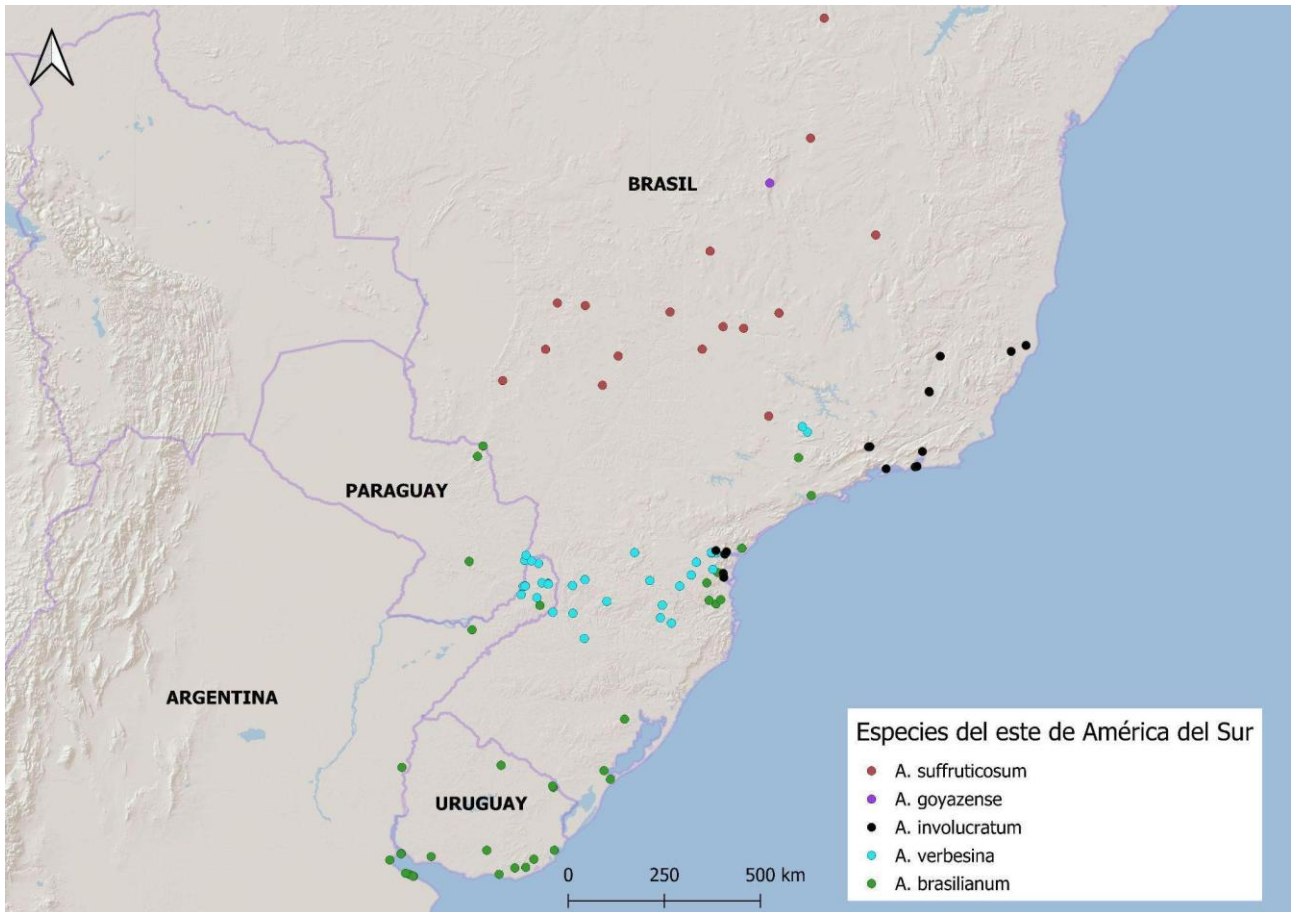 BRASIL
PARAGUAY
ARGENTINA
URUGUAY
Especies del este de América del Sur
A. suffruticosum
A. goyazense
A. involucratum
A. verbesina
A. brasilianum
0 250 500 km